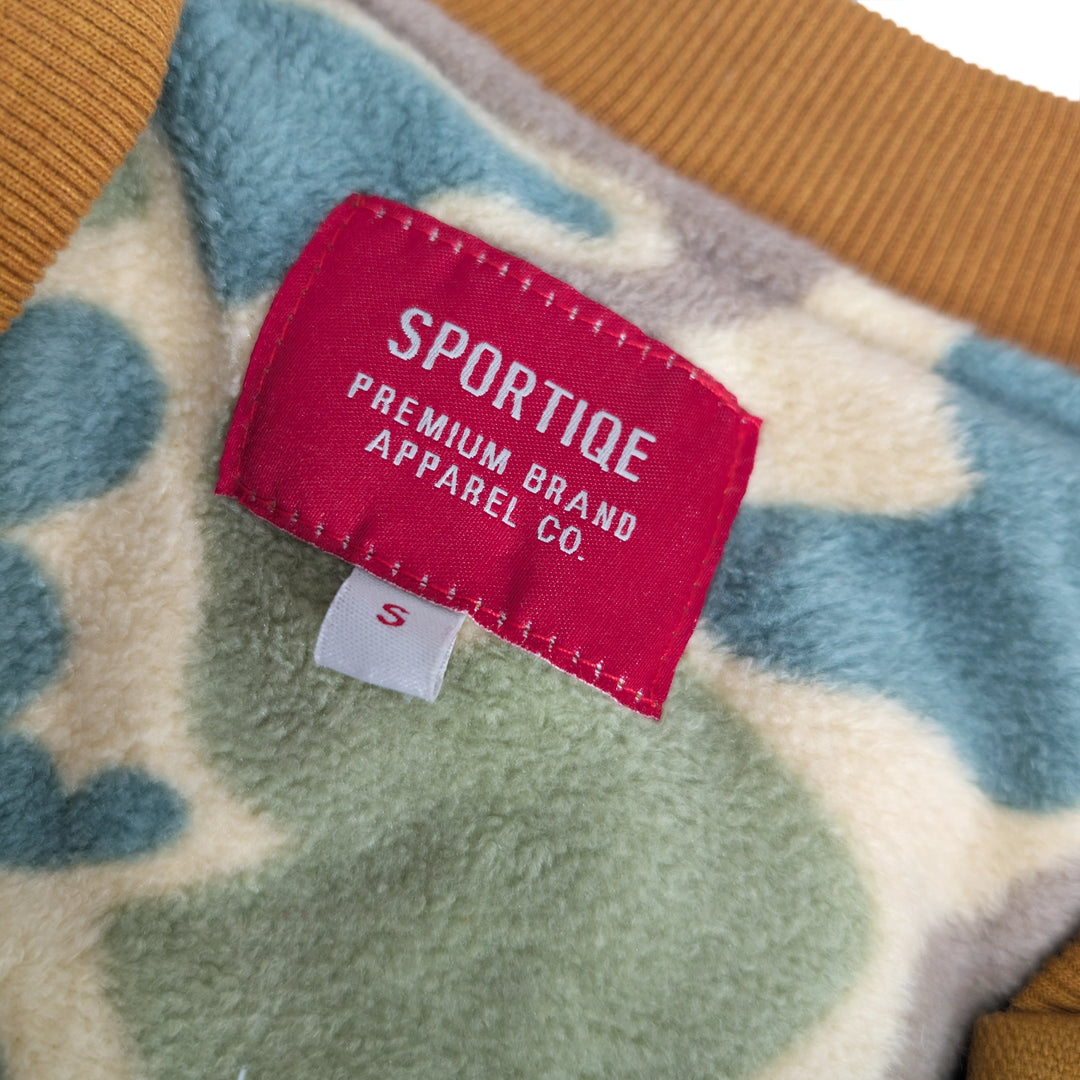 SPORTIQE
PREMIUM BRAND
APPAREL CO.
S